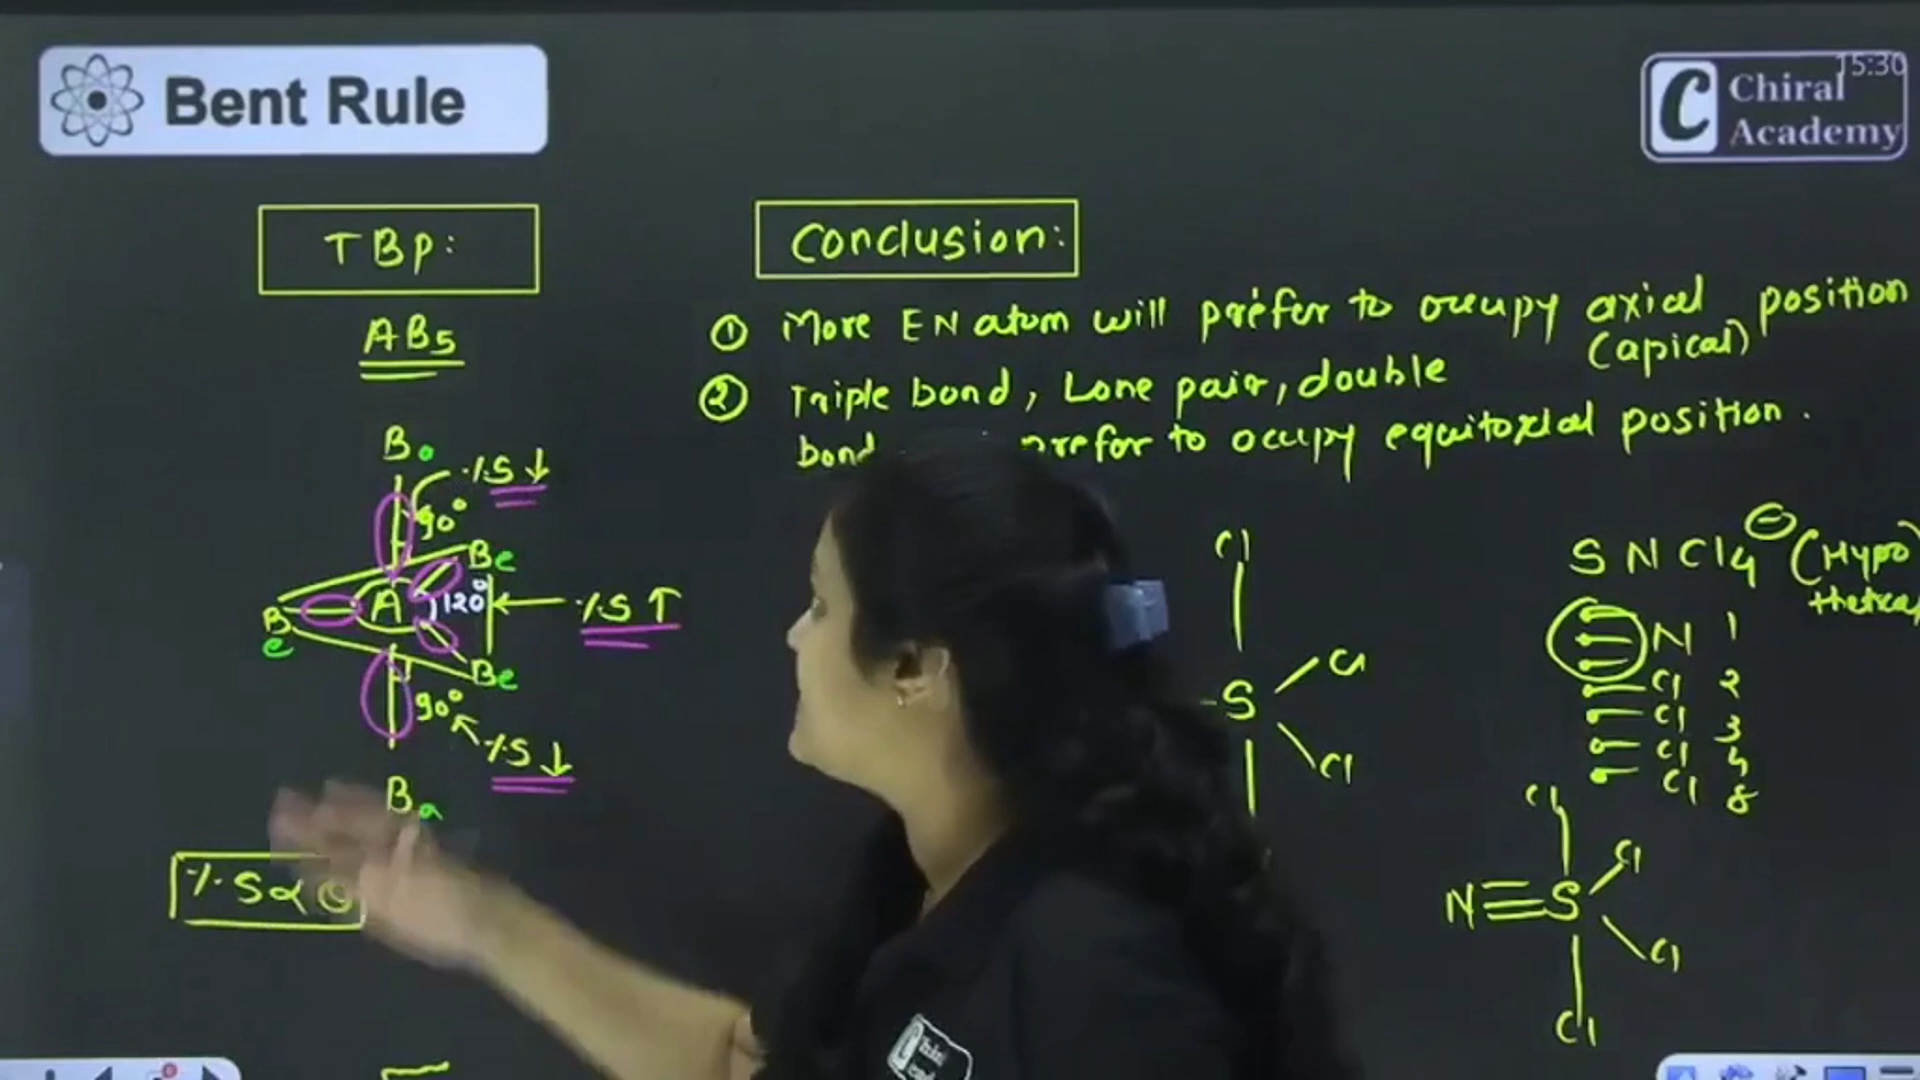 Bent Rule
15:30
Chiral
Academy
TBP:
AB5
Conclusion:
① More EN atom will prefer to occupy axial position
(apical)
② Triple bond, Lone pair, double
bond prefer to occupy equitorial position.
Ba
%S↓
90°
Be
A
120°
%S↑
B
e
Be
90°
%S↓
Ba
%S∝
Cl
S
Cl
Cl
SNCl4⊖ (Hypo
thetical
N 1
Cl 2
Cl 3
Cl 4
Cl 8
Cl
Cl
N≡S
Cl
Cl